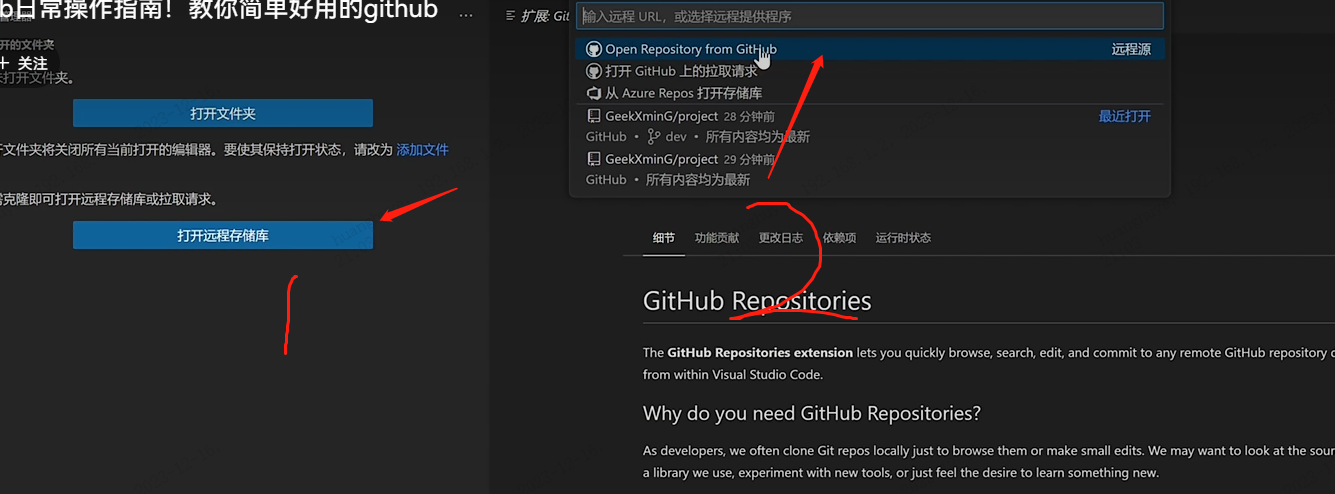 b日常操作指南！教你简单好用的github
管理器
···
扩展: Git
开的文件夹
+ 关注
未打开文件夹。
打开文件夹
文件夹将关闭所有当前打开的编辑器。要使其保持打开状态，请改为 添加文件
需克隆即可打开远程存储库或拉取请求。
打开远程存储库
输入远程 URL，或选择远程提供程序
Open Repository from GitHub 远程源
打开 GitHub 上的拉取请求
从 Azure Repos 打开存储库
GeekXminG/project 28 分钟前 最近打开
GitHub • dev • 所有内容均为最新
GeekXminG/project 29 分钟前
GitHub • 所有内容均为最新
细节 功能贡献 更改日志 依赖项 运行时状态
GitHub Repositories
The GitHub Repositories extension lets you quickly browse, search, edit, and commit to any remote GitHub repository
from within Visual Studio Code.
Why do you need GitHub Repositories?
As developers, we often clone Git repos locally just to browse them or make small edits. We may want to look at the sour
a library we use, experiment with new tools, or just feel the desire to learn something new.
1
2